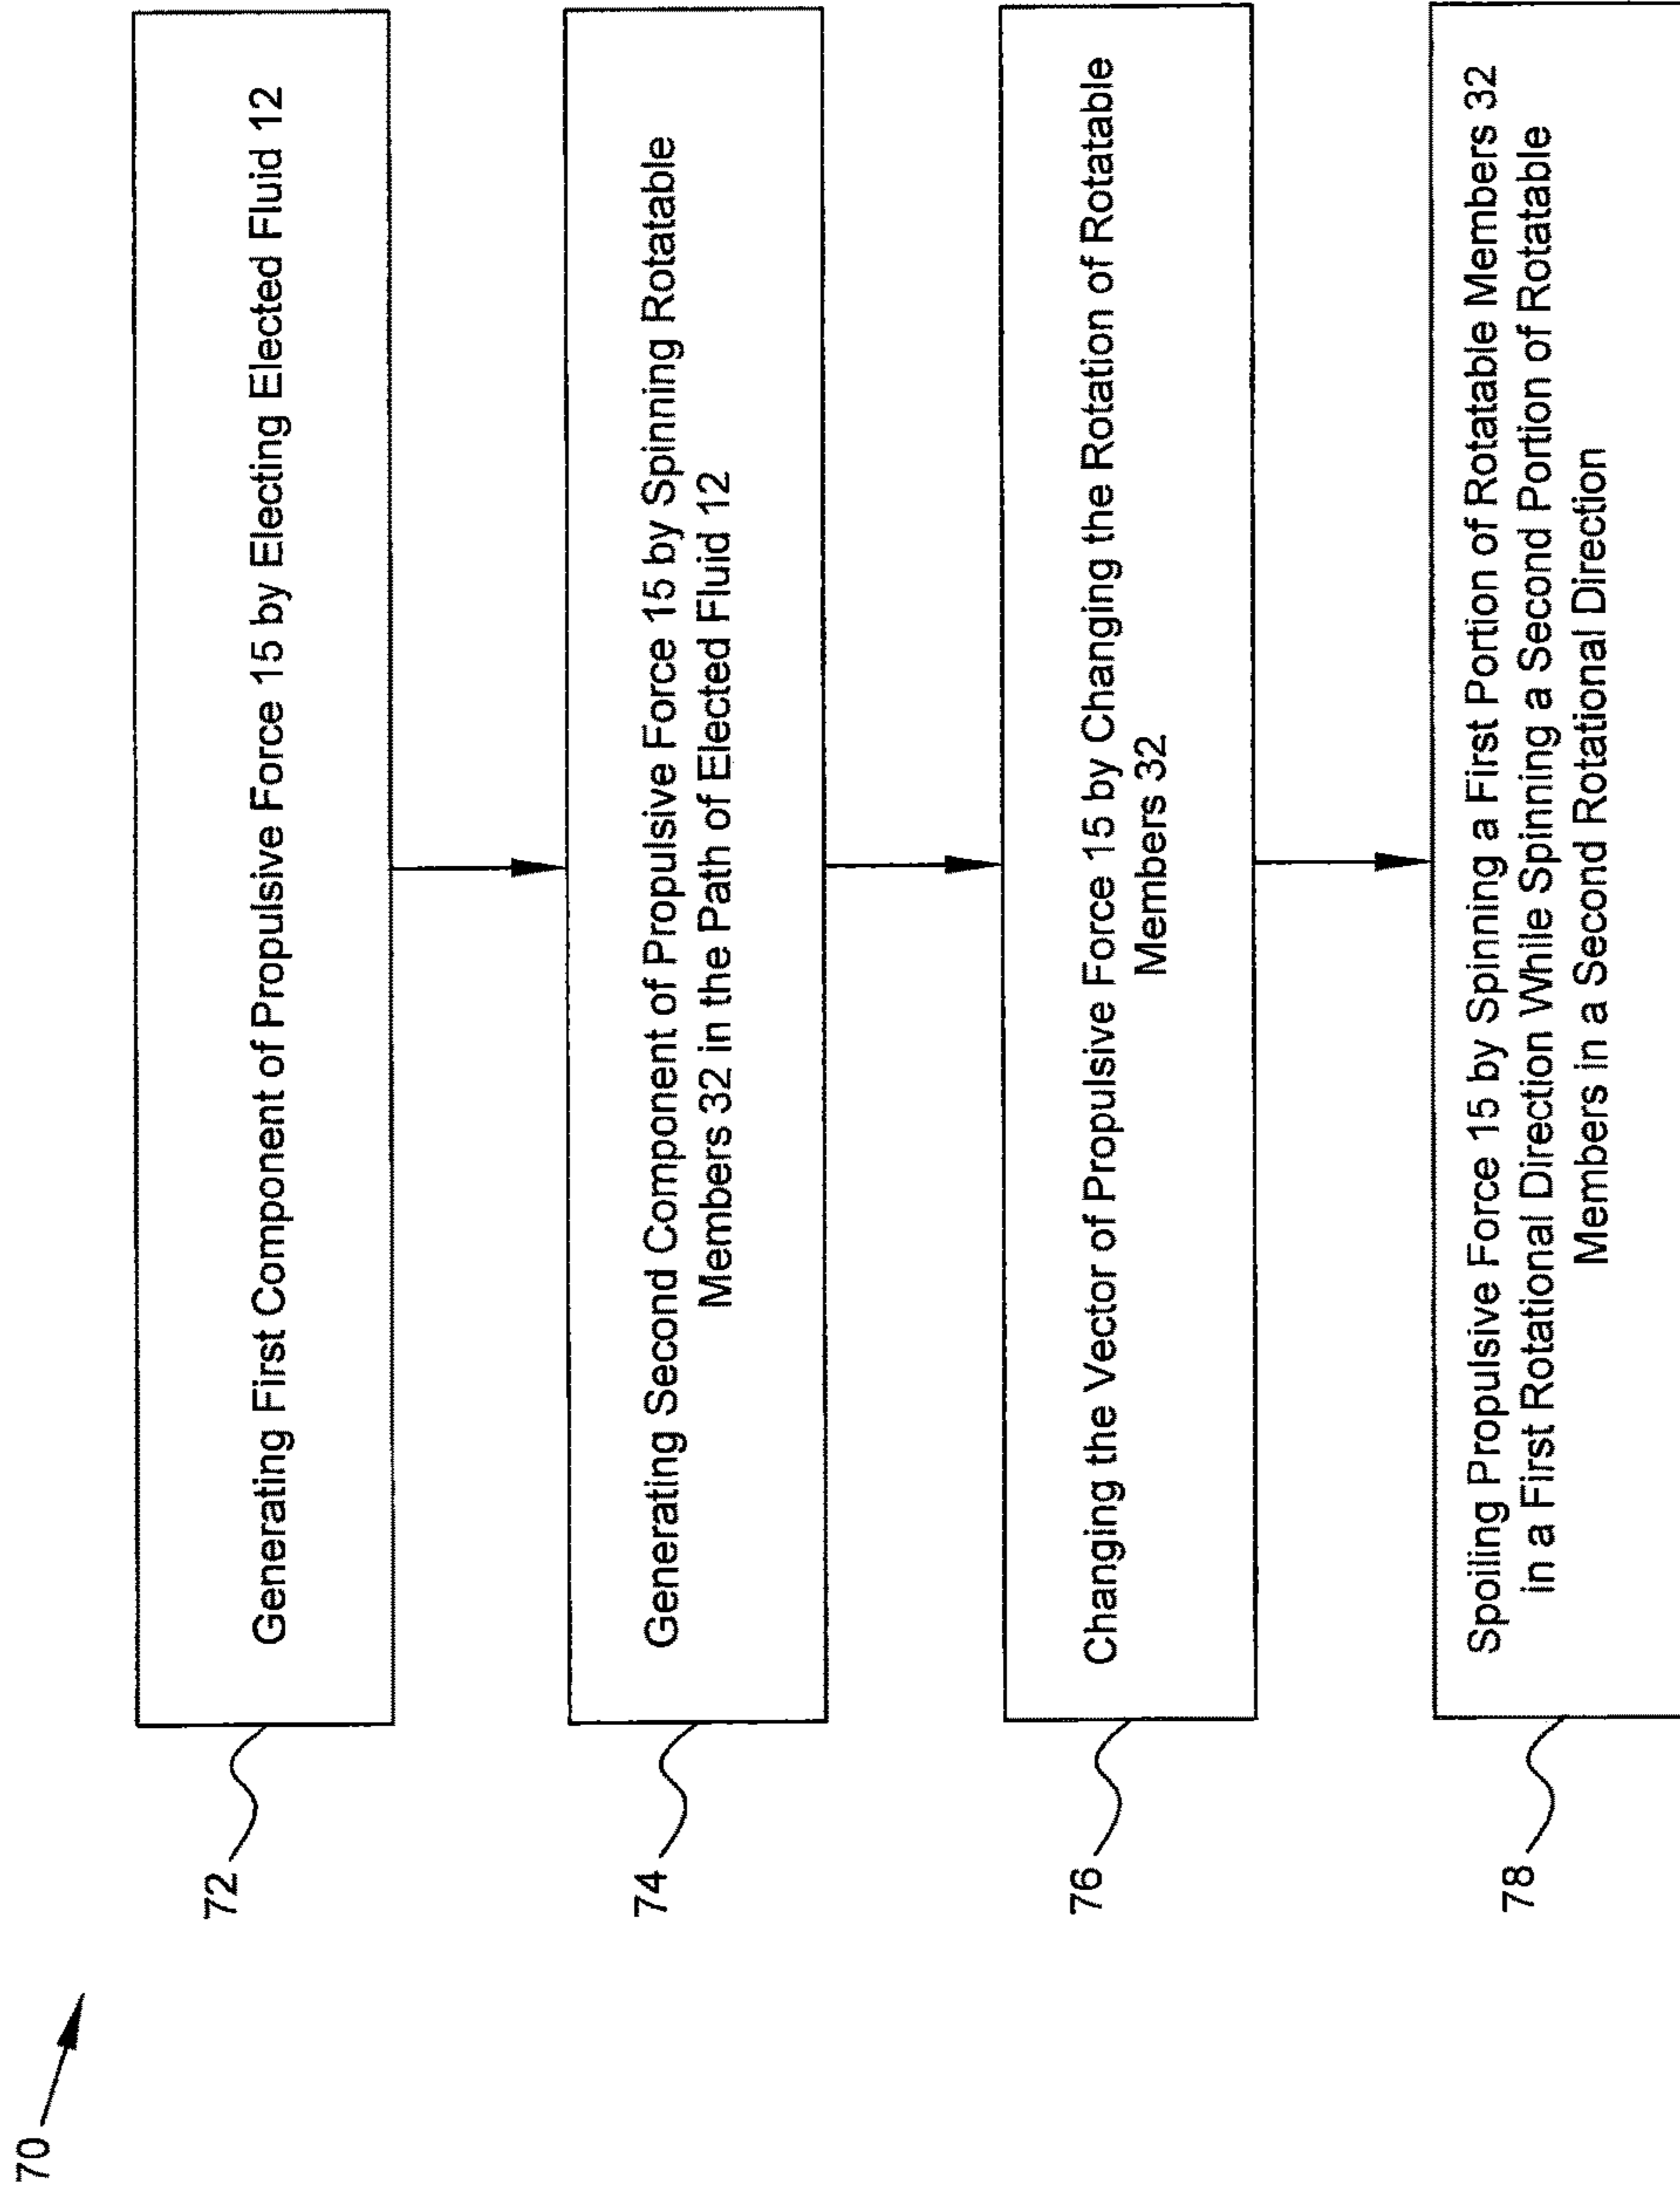 70
72
Generating First Component of Propulsive Force 15 by Electing Elected Fluid 12
74
Generating Second Component of Propulsive Force 15 by Spinning Rotatable
Members 32 in the Path of Elected Fluid 12
76
Changing the Vector of Propulsive Force 15 by Changing the Rotation of Rotatable
Members 32
78
Spoiling Propulsive Force 15 by Spinning a First Portion of Rotatable Members 32
in a First Rotational Direction While Spinning a Second Portion of Rotatable
Members in a Second Rotational Direction